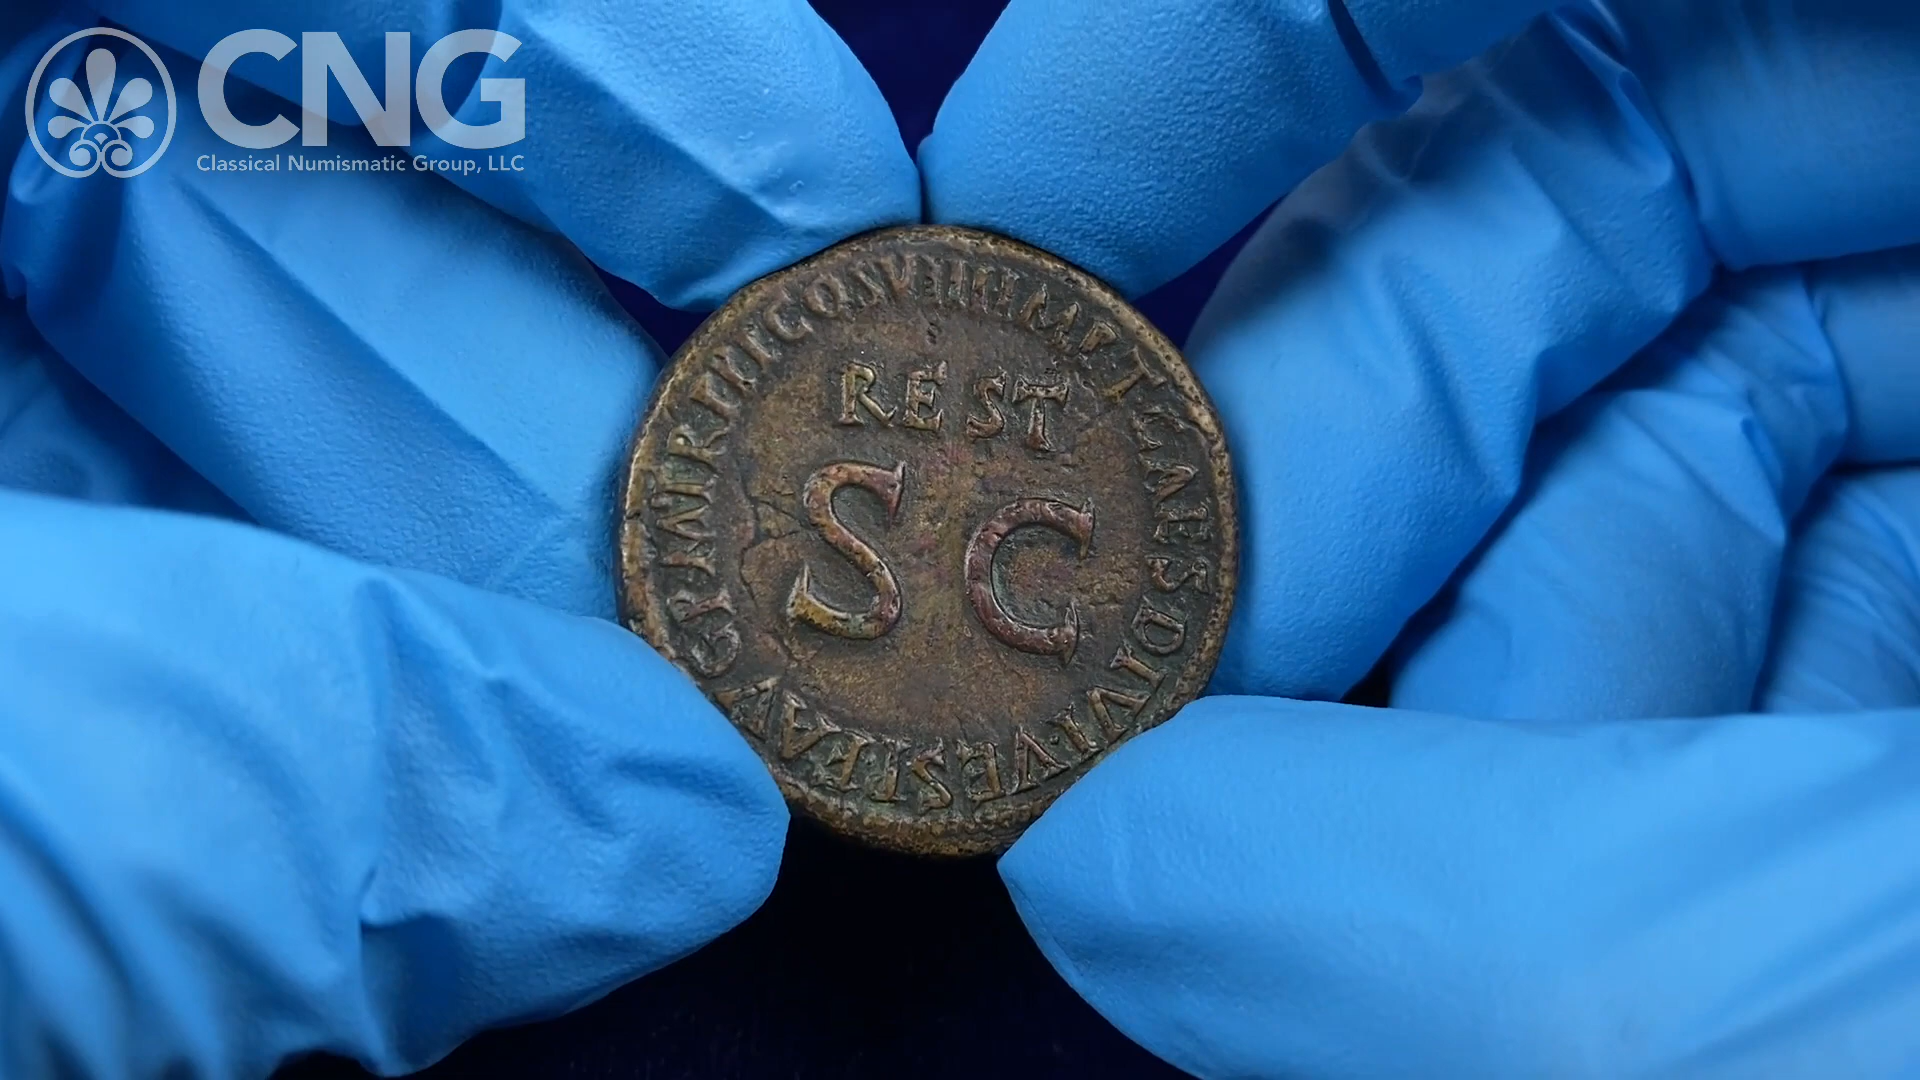 CNG
Classical Numismatic Group, LLC
IMP T CAES DIVI·VESP F AVG P M TR P P P COS VIII
REST
S C